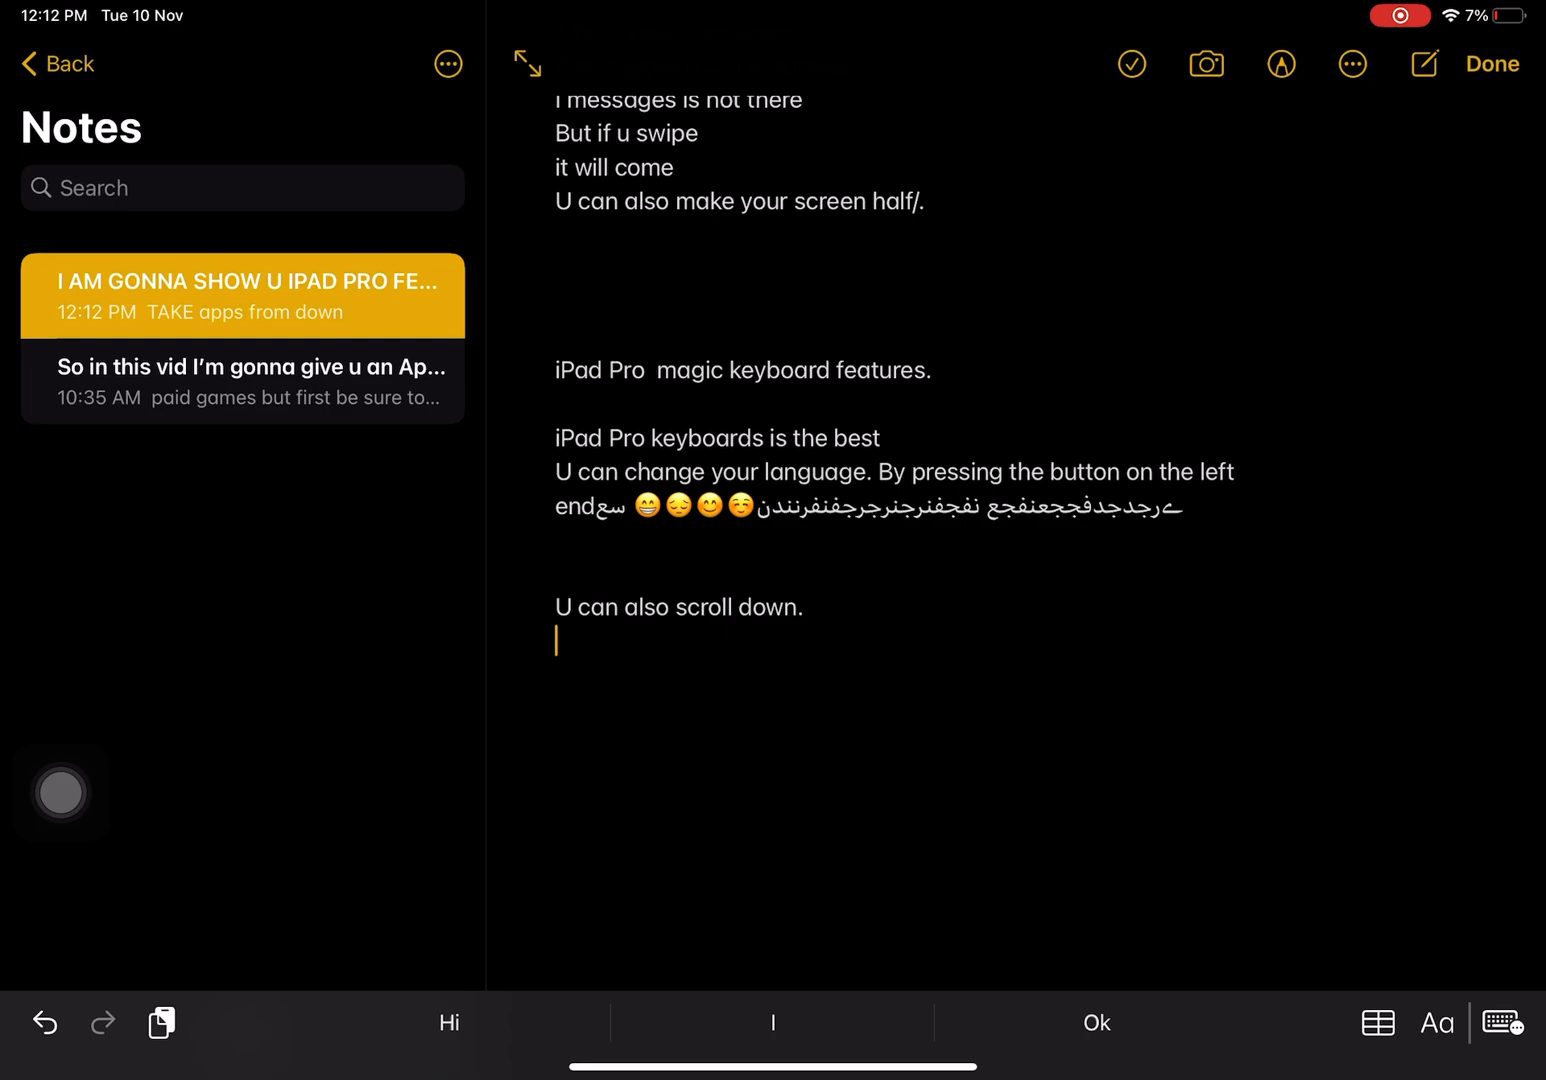 12:12 PM Tue 10 Nov
7%
Back
Notes
Search
I AM GONNA SHOW U IPAD PRO FE...
12:12 PM TAKE apps from down
So in this vid I’m gonna give u an Ap...
10:35 AM paid games but first be sure to...
Done
I messages is not there
But if u swipe
it will come
U can also make your screen half/.
iPad Pro  magic keyboard features.
iPad Pro keyboards is the best
U can change your language. By pressing the button on the left
endسع 😁😔😊☺️
U can also scroll down.
Hi
I
Ok
Aa